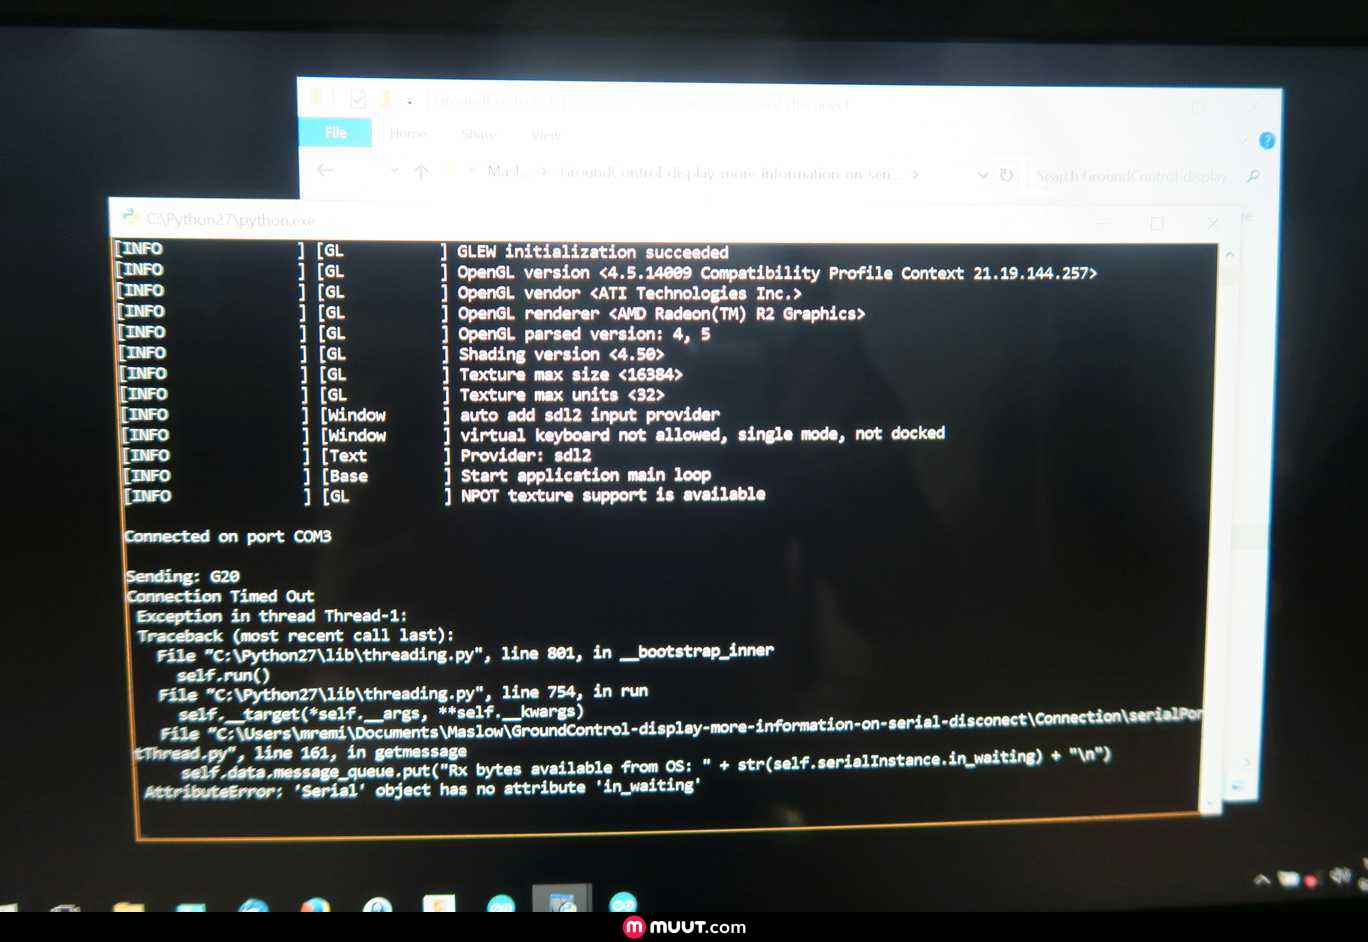 File Home Share View
Masl... GroundControl-display-more-information-on-seri... Search GroundControl-display
C:\Python27\python.exe
[INFO ] [GL ] GLEW initialization succeeded
[INFO ] [GL ] OpenGL version <4.5.14009 Compatibility Profile Context 21.19.144.257>
[INFO ] [GL ] OpenGL vendor <ATI Technologies Inc.>
[INFO ] [GL ] OpenGL renderer <AMD Radeon(TM) R2 Graphics>
[INFO ] [GL ] OpenGL parsed version: 4, 5
[INFO ] [GL ] Shading version <4.50>
[INFO ] [GL ] Texture max size <16384>
[INFO ] [GL ] Texture max units <32>
[INFO ] [Window ] auto add sdl2 input provider
[INFO ] [Window ] virtual keyboard not allowed, single mode, not docked
[INFO ] [Text ] Provider: sdl2
[INFO ] [Base ] Start application main loop
[INFO ] [GL ] NPOT texture support is available
Connected on port COM3
Sending: G20
Connection Timed Out
Exception in thread Thread-1:
Traceback (most recent call last):
File "C:\Python27\lib\threading.py", line 801, in __bootstrap_inner
self.run()
File "C:\Python27\lib\threading.py", line 754, in run
self.__target(*self.__args, **self.__kwargs)
File "C:\Users\mremi\Documents\Maslow\GroundControl-display-more-information-on-serial-disconect\Connection\serialPor
tThread.py", line 161, in getmessage
self.data.message_queue.put("Rx bytes available from OS: " + str(self.serialInstance.in_waiting) + "\n")
AttributeError: 'Serial' object has no attribute 'in_waiting'
m MUUT.com